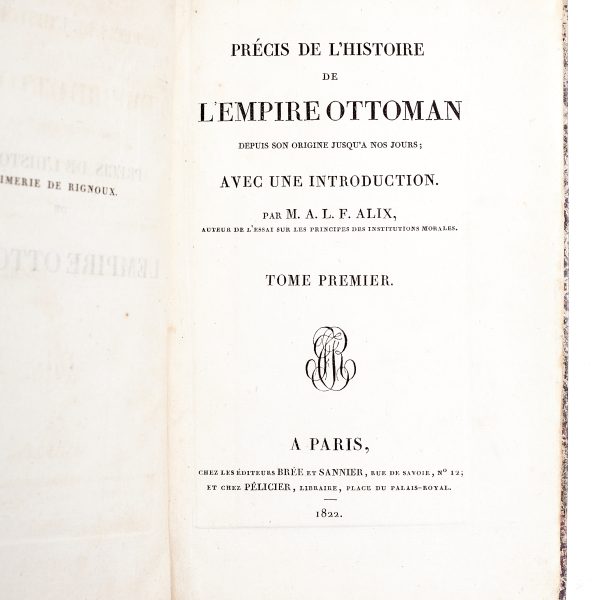 IMERIE DE RIGNOUX.
PRÉCIS DE L'HISTOIRE
DE
L'EMPIRE OTTOMAN
DEPUIS SON ORIGINE JUSQU'A NOS JOURS;
AVEC UNE INTRODUCTION.
PAR M. A. L. F. ALIX,
AUTEUR DE L'ESSAI SUR LES PRINCIPES DES INSTITUTIONS MORALES.
TOME PREMIER.
A PARIS,
CHEZ LES ÉDITEURS BRÉE ET SANNIER, RUE DE SAVOIE, Nº 12;
ET CHEZ PÉLICIER, LIBRAIRE, PLACE DU PALAIS-ROYAL.
1822.